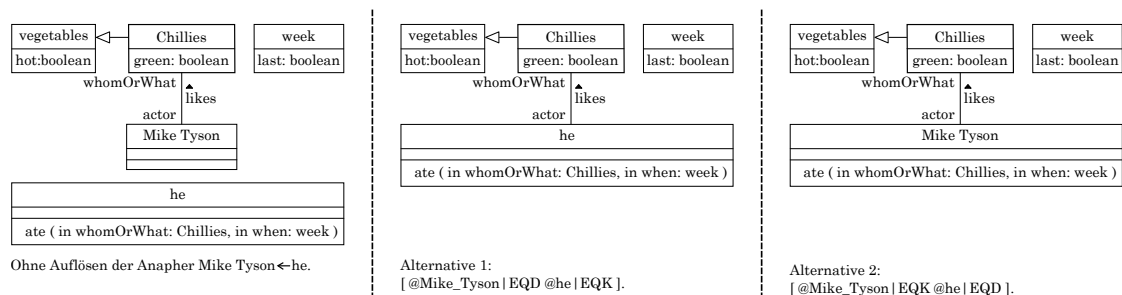 vegetables
hot:boolean
Chillies
green: boolean
week
last: boolean
whomOrWhat
likes
actor
Mike Tyson
he
ate ( in whomOrWhat: Chillies, in when: week )
Ohne Auflösen der Anapher Mike Tyson←he.
vegetables
hot:boolean
Chillies
green: boolean
week
last: boolean
whomOrWhat
likes
actor
he
ate ( in whomOrWhat: Chillies, in when: week )
Alternative 1:
[ @Mike_Tyson | EQD @he | EQK ].
vegetables
hot:boolean
Chillies
green: boolean
week
last: boolean
whomOrWhat
likes
actor
Mike Tyson
ate ( in whomOrWhat: Chillies, in when: week )
Alternative 2:
[ @Mike_Tyson | EQK @he | EQD ].